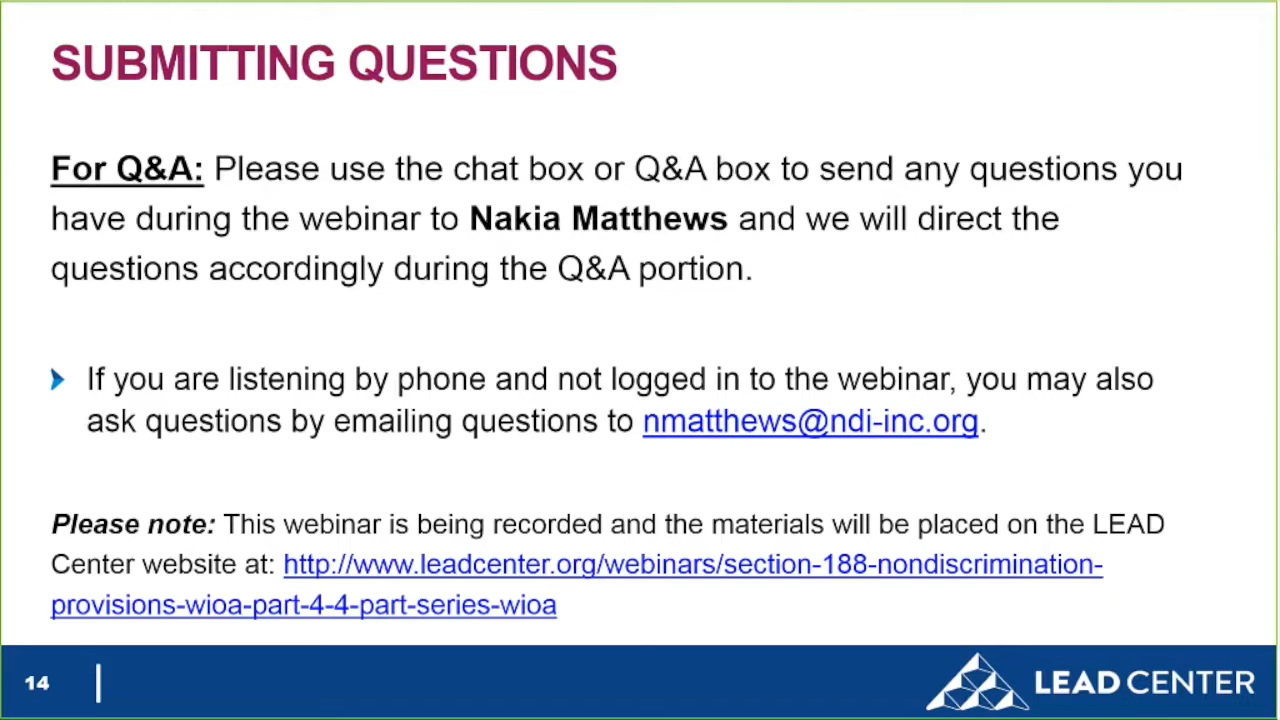 SUBMITTING QUESTIONS
For Q&A: Please use the chat box or Q&A box to send any questions you
have during the webinar to Nakia Matthews and we will direct the
questions accordingly during the Q&A portion.
If you are listening by phone and not logged in to the webinar, you may also
ask questions by emailing questions to nmatthews@ndi-inc.org.
Please note: This webinar is being recorded and the materials will be placed on the LEAD
Center website at: http://www.leadcenter.org/webinars/section-188-nondiscrimination-
provisions-wioa-part-4-4-part-series-wioa
14
LEAD CENTER